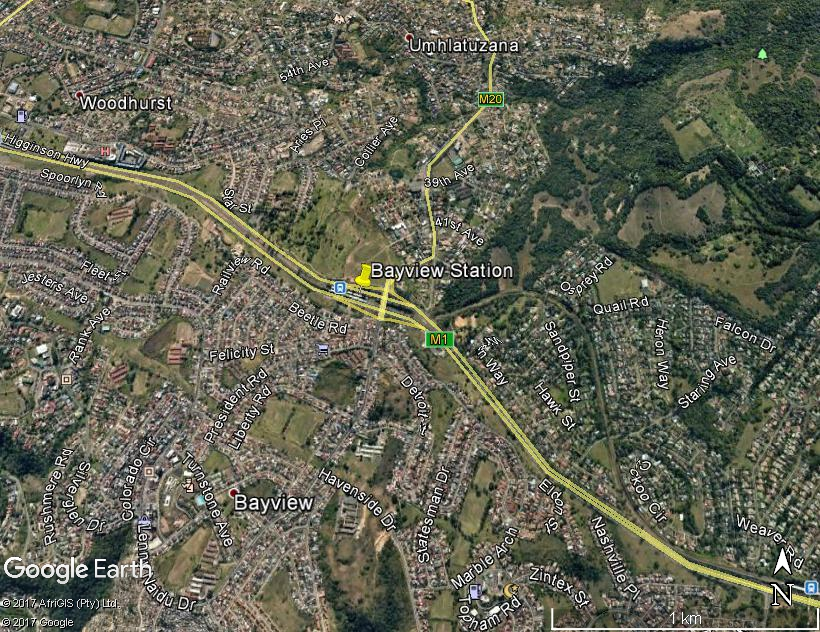 Umhlatuzana
54th Ave
M20
Woodhurst
Aries Pl
Collier Ave
H
Higginson Hwy
39th Ave
Spoorlyn Rd
Star St
41st Ave
Railview Rd
Bayview Station
Osprey Rd
Fleet St
Jesters Ave
Quail Rd
Beetle Rd
Rank Ave
M1
Falcon Dr
Felicity St
Sandpiper St
Heron Way
Starling Ave
President Rd
Liberty Rd
Detroit St
Hawk St
Colorado Cir
Turnstone Ave
Rushmere Rd
Silverglen Dr
Bayview
Havenside Dr
Statesman Dr
Eldon St
Weaver Rd
Nashville Pl
Marble Arch
Google Earth
Lenny Naidu Dr
Zintex St
Topham Rd
N
© 2017 AfriGIS (Pty) Ltd.
© 2017 Google
1 km